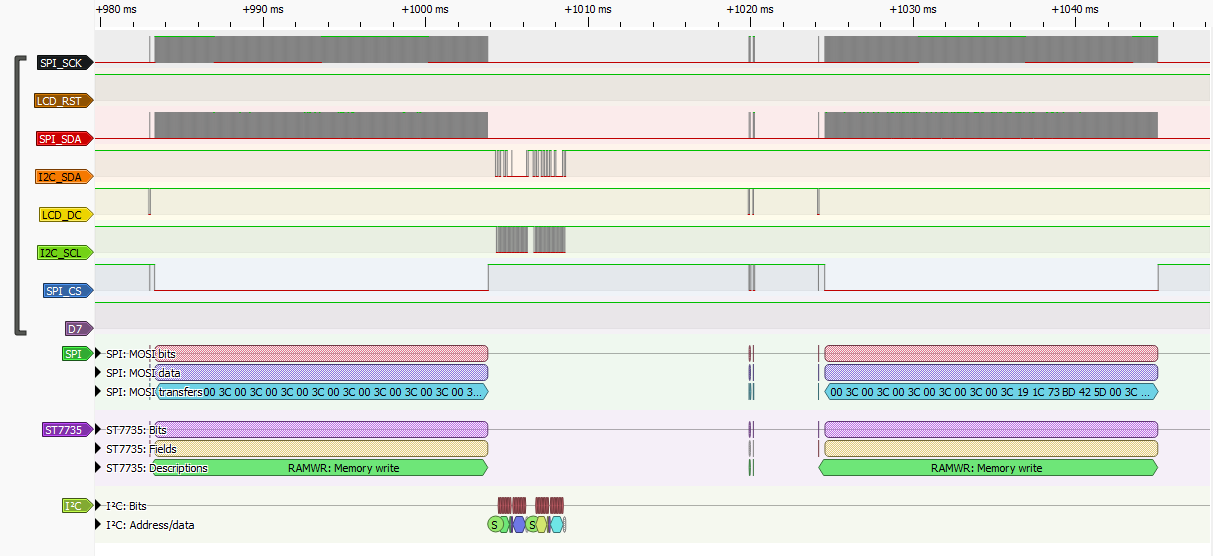 +980 ms +990 ms +1000 ms +1010 ms +1020 ms +1030 ms +1040 ms
SPI_SCK
LCD_RST
SPI_SDA
I2C_SDA
LCD_DC
I2C_SCL
SPI_CS
D7
SPI SPI: MOSI bits
SPI: MOSI data
SPI: MOSI transfers 00 3C 00 3C 00 3C 00 3C 00 3C 00 3C 00 3C 00 3C 00 3... 00 3C 00 3C 00 3C 00 3C 00 3C 19 1C 73 BD 42 5D 00 3C ...
ST7735 ST7735: Bits
ST7735: Fields
ST7735: Descriptions RAMWR: Memory write RAMWR: Memory write
I²C I²C: Bits
I²C: Address/data S S